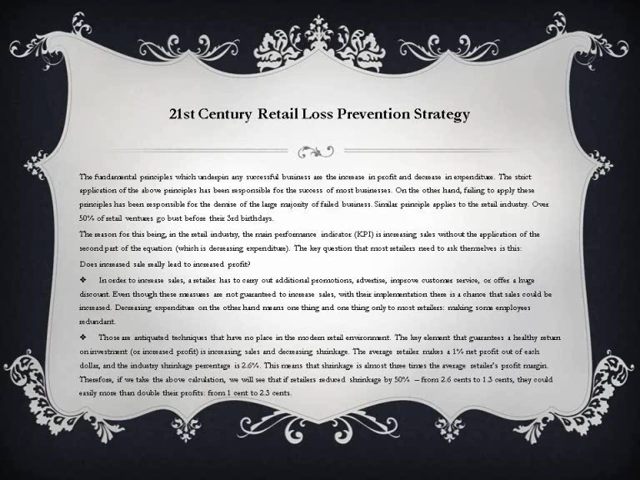 21st Century Retail Loss Prevention Strategy
The fundamental principles which underpin any successful business are the increase in profit and decrease in expenditure. The strict
application of the above principles has been responsible for the success of most businesses. On the other hand, failing to apply these
principles has been responsible for the demise of the large majority of failed business. Similar principle applies to the retail industry. Over
50% of retail ventures go bust before their 3rd birthdays.
The reason for this being, in the retail industry, the main performance indicator (KPI) is increasing sales without the application of the
second part of the equation (which is decreasing expenditure). The key question that most retailers need to ask themselves is this:
Does increased sale really lead to increased profit?
❖ In order to increase sales, a retailer has to carry out additional promotions, advertise, improve customer service, or offer a huge
discount. Even though these measures are not guaranteed to increase sales, with their implementation there is a chance that sales could be
increased. Decreasing expenditure on the other hand means one thing and one thing only to most retailers: making some employees
redundant.
❖ Those are antiquated techniques that have no place in the modern retail environment. The key element that guarantees a healthy return
on investment (or increased profit) is increasing sales and decreasing shrinkage. The average retailer makes a 1% net profit out of each
dollar, and the industry shrinkage percentage is 2.6%. This means that shrinkage is almost three times the average retailer's profit margin.
Therefore, if we take the above calculation, we will see that if retailers reduced shrinkage by 50% – from 2.6 cents to 1.3 cents, they could
easily more than double their profits: from 1 cent to 2.3 cents.